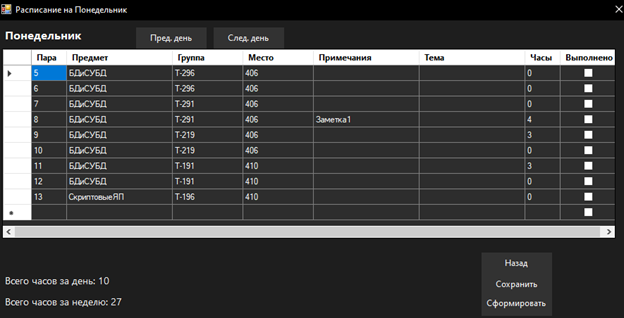 Расписание на Понедельник
Понедельник Пред. день След. день
Пара Предмет Группа Место Примечания Тема Часы Выполнено
5 БДиСУБД Т-296 406 0
6 БДиСУБД Т-296 406 0
7 БДиСУБД Т-291 406 0
8 БДиСУБД Т-291 406 Заметка1 4
9 БДиСУБД Т-219 406 3
10 БДиСУБД Т-219 406 0
11 БДиСУБД Т-191 410 3
12 БДиСУБД Т-191 410 0
13 СкриптовыеЯП Т-196 410 0
Назад
Всего часов за день: 10
Сохранить
Всего часов за неделю: 27
Сформировать